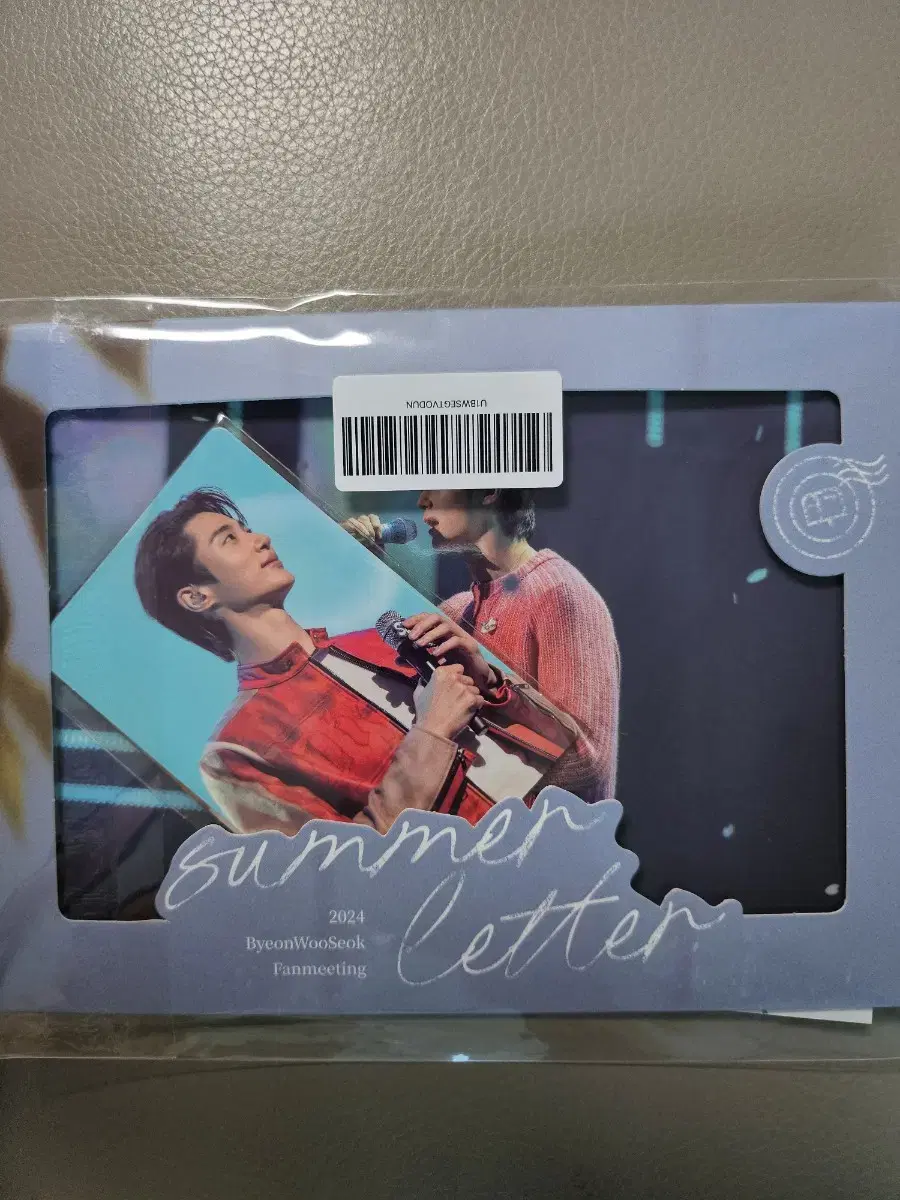 U1BWSEGTVODUN
summer
letter
2024
ByeonWooSeok
Fanmeeting